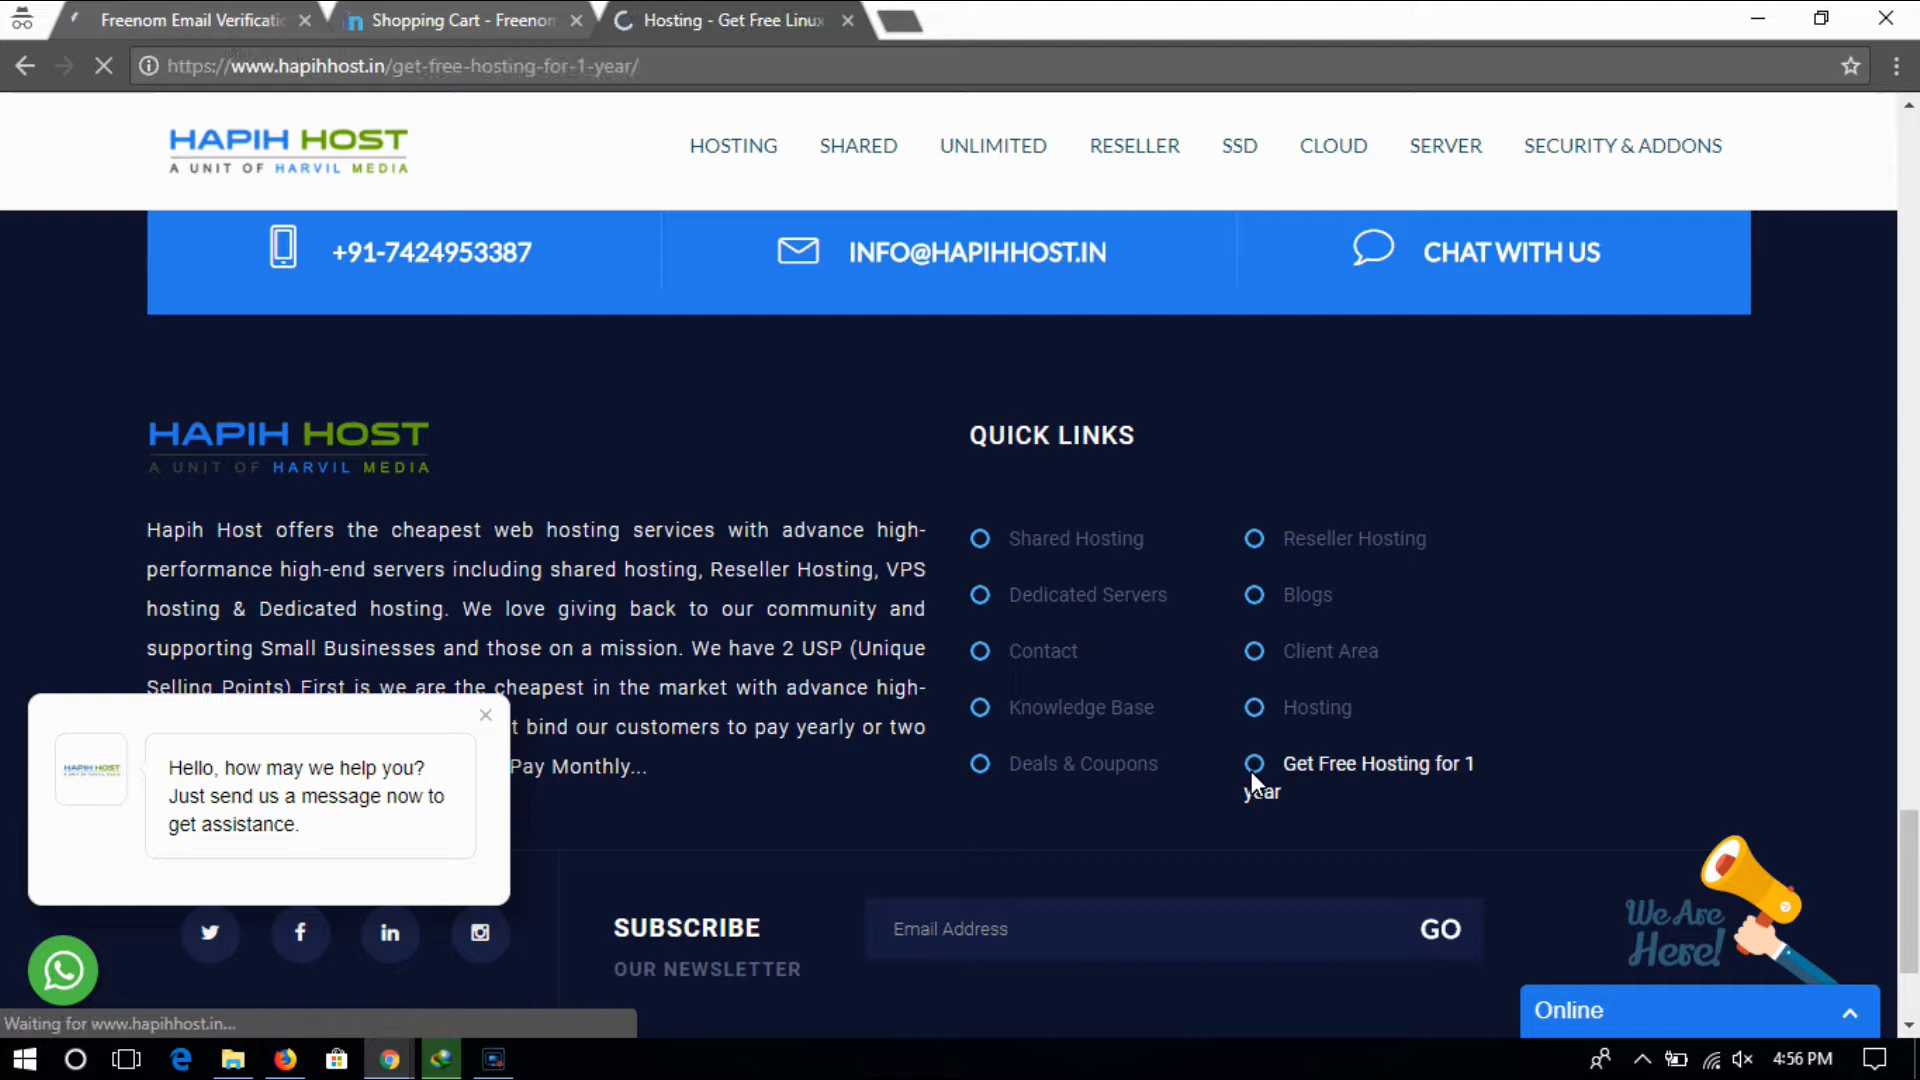 Freenom Email Verificati
Shopping Cart - Freenom
Hosting - Get Free Linux
https://www.hapihhost.in/get-free-hosting-for-1-year/
HAPIH HOST
A UNIT OF HARVIL MEDIA
HOSTING SHARED UNLIMITED RESELLER SSD CLOUD SERVER SECURITY & ADDONS
+91-7424953387
INFO@HAPIHHOST.IN
CHAT WITH US
HAPIH HOST
A UNIT OF HARVIL MEDIA
Hapih Host offers the cheapest web hosting services with advance high-
performance high-end servers including shared hosting, Reseller Hosting, VPS
hosting & Dedicated hosting. We love giving back to our community and
supporting Small Businesses and those on a mission. We have 2 USP (Unique
Selling Points) First is we are the cheapest in the market with advance high-
t bind our customers to pay yearly or two
Pay Monthly...
QUICK LINKS
Shared Hosting
Dedicated Servers
Contact
Knowledge Base
Deals & Coupons
Reseller Hosting
Blogs
Client Area
Hosting
Get Free Hosting for 1
year
HAPIH HOST
Hello, how may we help you?
Just send us a message now to
get assistance.
SUBSCRIBE
OUR NEWSLETTER
Email Address
GO
We Are
Here!
Online
Waiting for www.hapihhost.in...
4:56 PM